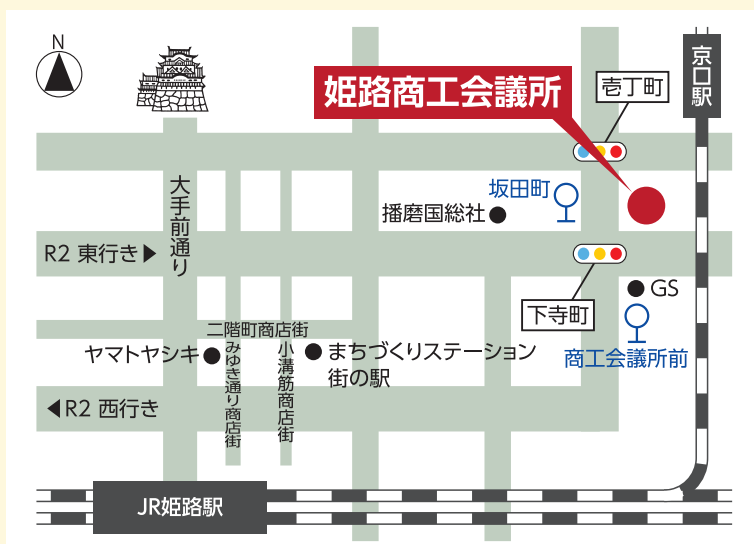 N
京口駅
姫路商工会議所
壱丁町
坂田町
播磨国総社
大手前通り
R2 東行き▶
下寺町
GS
商工会議所前
二階町商店街
ヤマトヤシキ
みゆき通り商店街
小溝筋商店街
まちづくりステーション
街の駅
◀R2 西行き
JR姫路駅